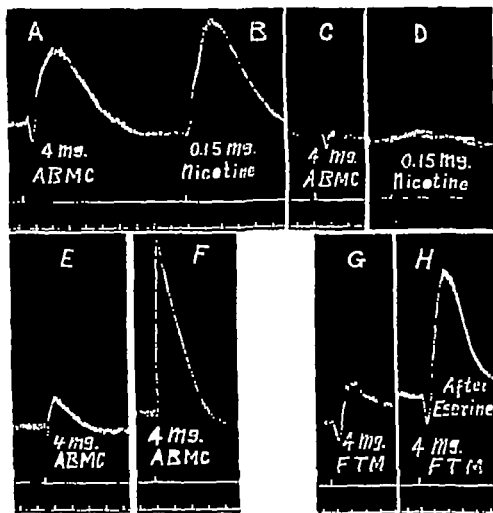 A
B
C
D
4 mg.
ABMC
0.15 mg.
Nicotine
4 mg.
ABMC
0.15 mg.
Nicotine
E
F
G
H
4 mg.
ABMC
4 mg.
ABMC
4 mg.
FTM
After
Eserine
4 mg.
FTM